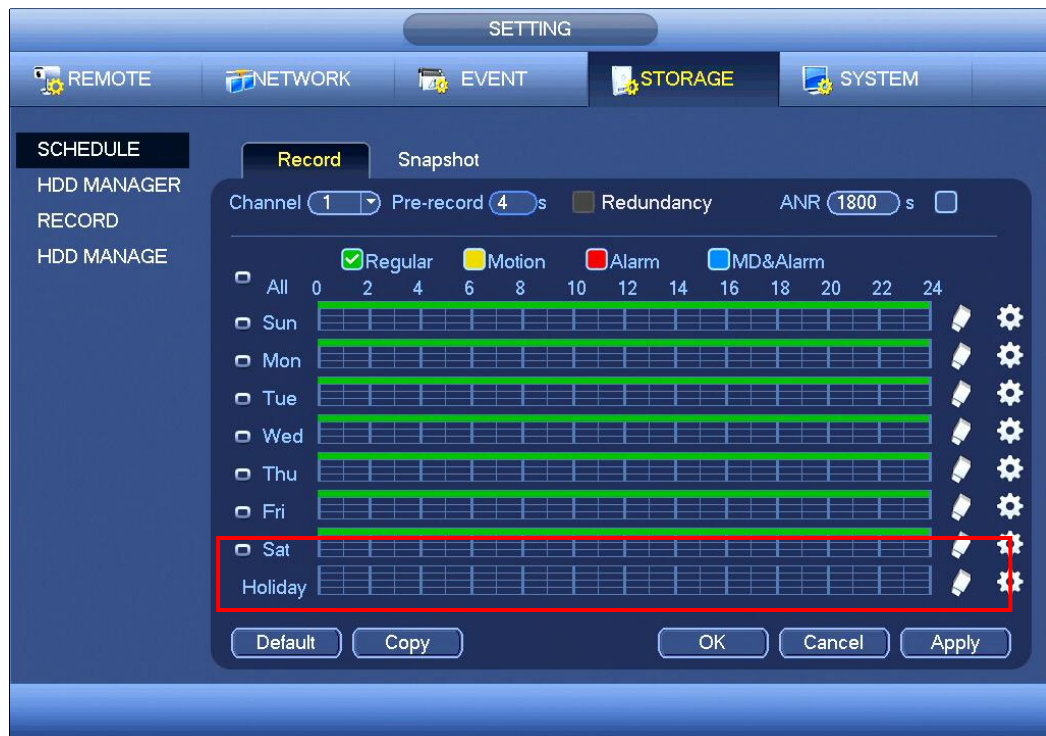 SETTING
REMOTE NETWORK EVENT STORAGE SYSTEM
SCHEDULE
HDD MANAGER
RECORD
HDD MANAGE
Record Snapshot
Channel 1 Pre-record 4 s Redundancy ANR 1800 s
Regular Motion Alarm MD&Alarm
All 0 2 4 6 8 10 12 14 16 18 20 22 24
Sun
Mon
Tue
Wed
Thu
Fri
Sat
Holiday
Default Copy OK Cancel Apply